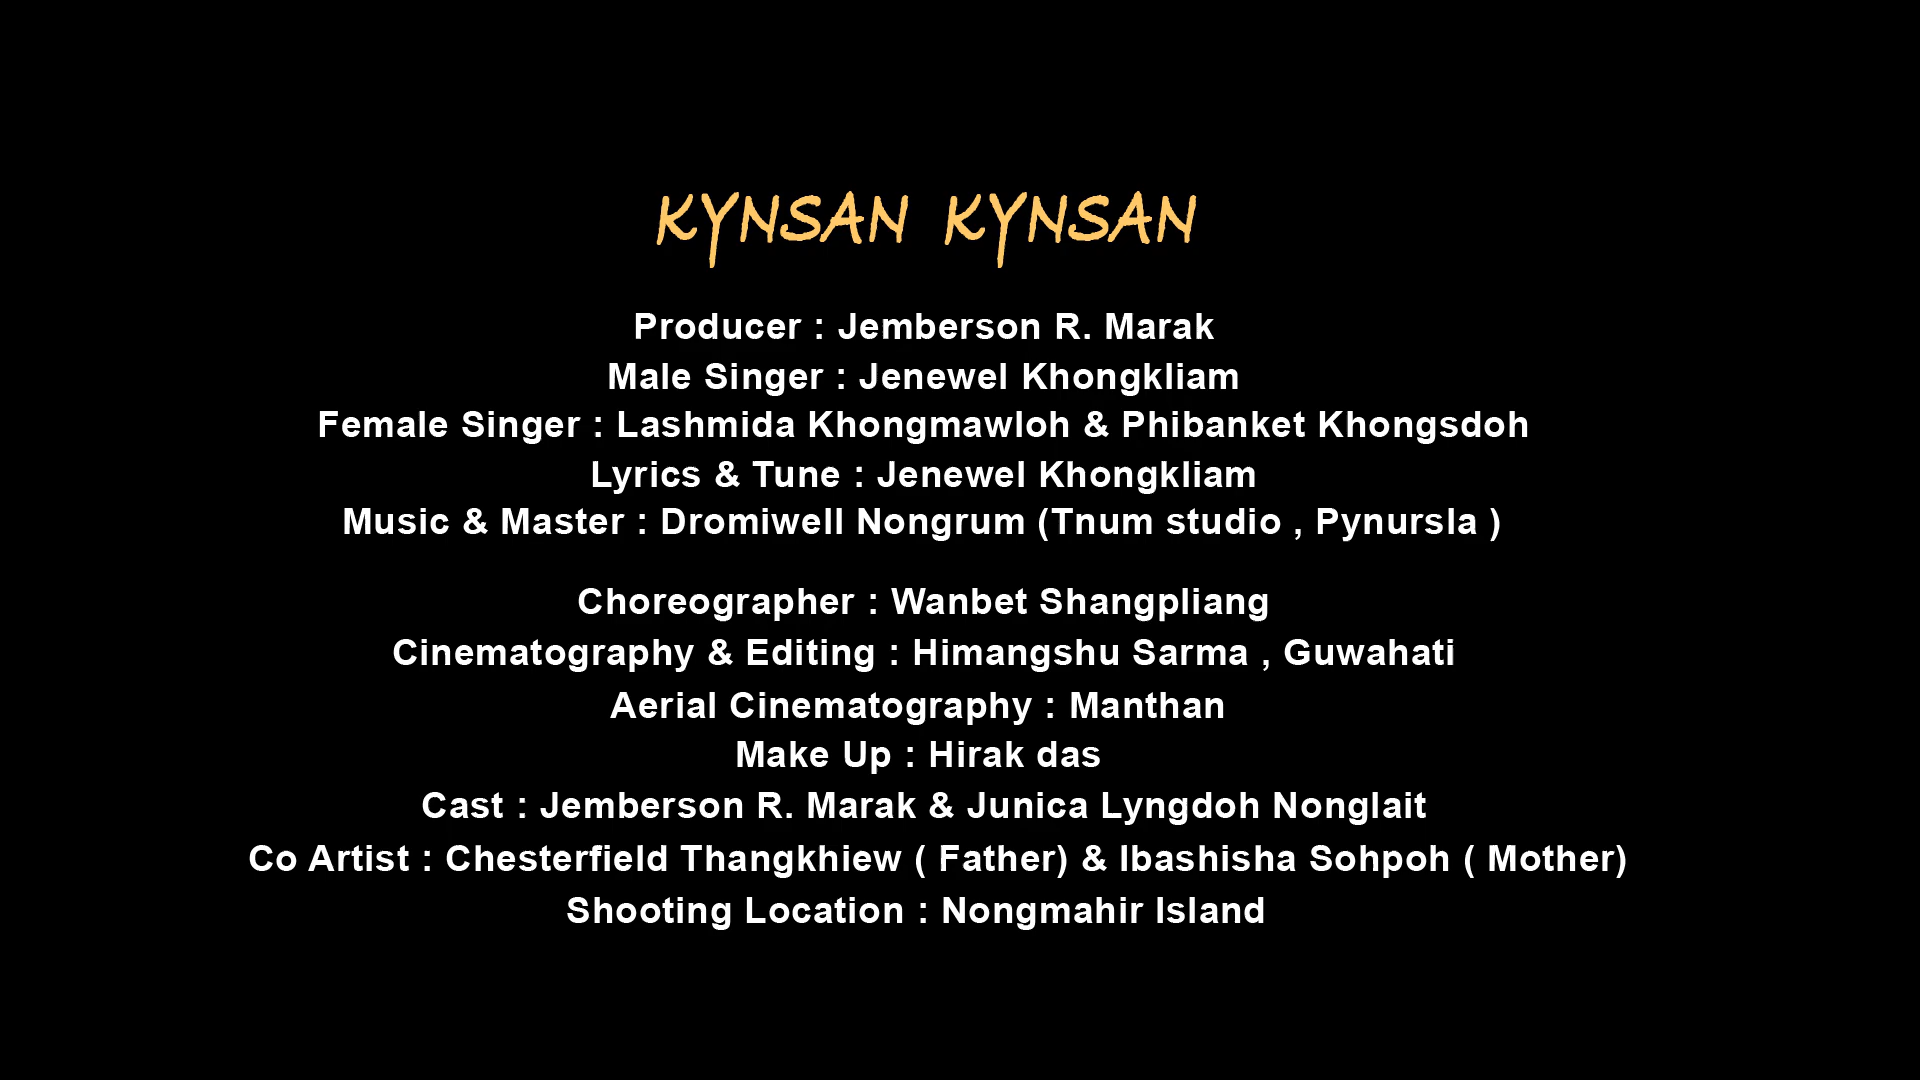 KYNSAN KYNSAN
Producer : Jemberson R. Marak
Male Singer : Jenewel Khongkliam
Female Singer : Lashmida Khongmawloh & Phibanket Khongsdoh
Lyrics & Tune : Jenewel Khongkliam
Music & Master : Dromiwell Nongrum (Tnum studio , Pynursla )
Choreographer : Wanbet Shangpliang
Cinematography & Editing : Himangshu Sarma , Guwahati
Aerial Cinematography : Manthan
Make Up : Hirak das
Cast : Jemberson R. Marak & Junica Lyngdoh Nonglait
Co Artist : Chesterfield Thangkhiew ( Father) & Ibashisha Sohpoh ( Mother)
Shooting Location : Nongmahir Island